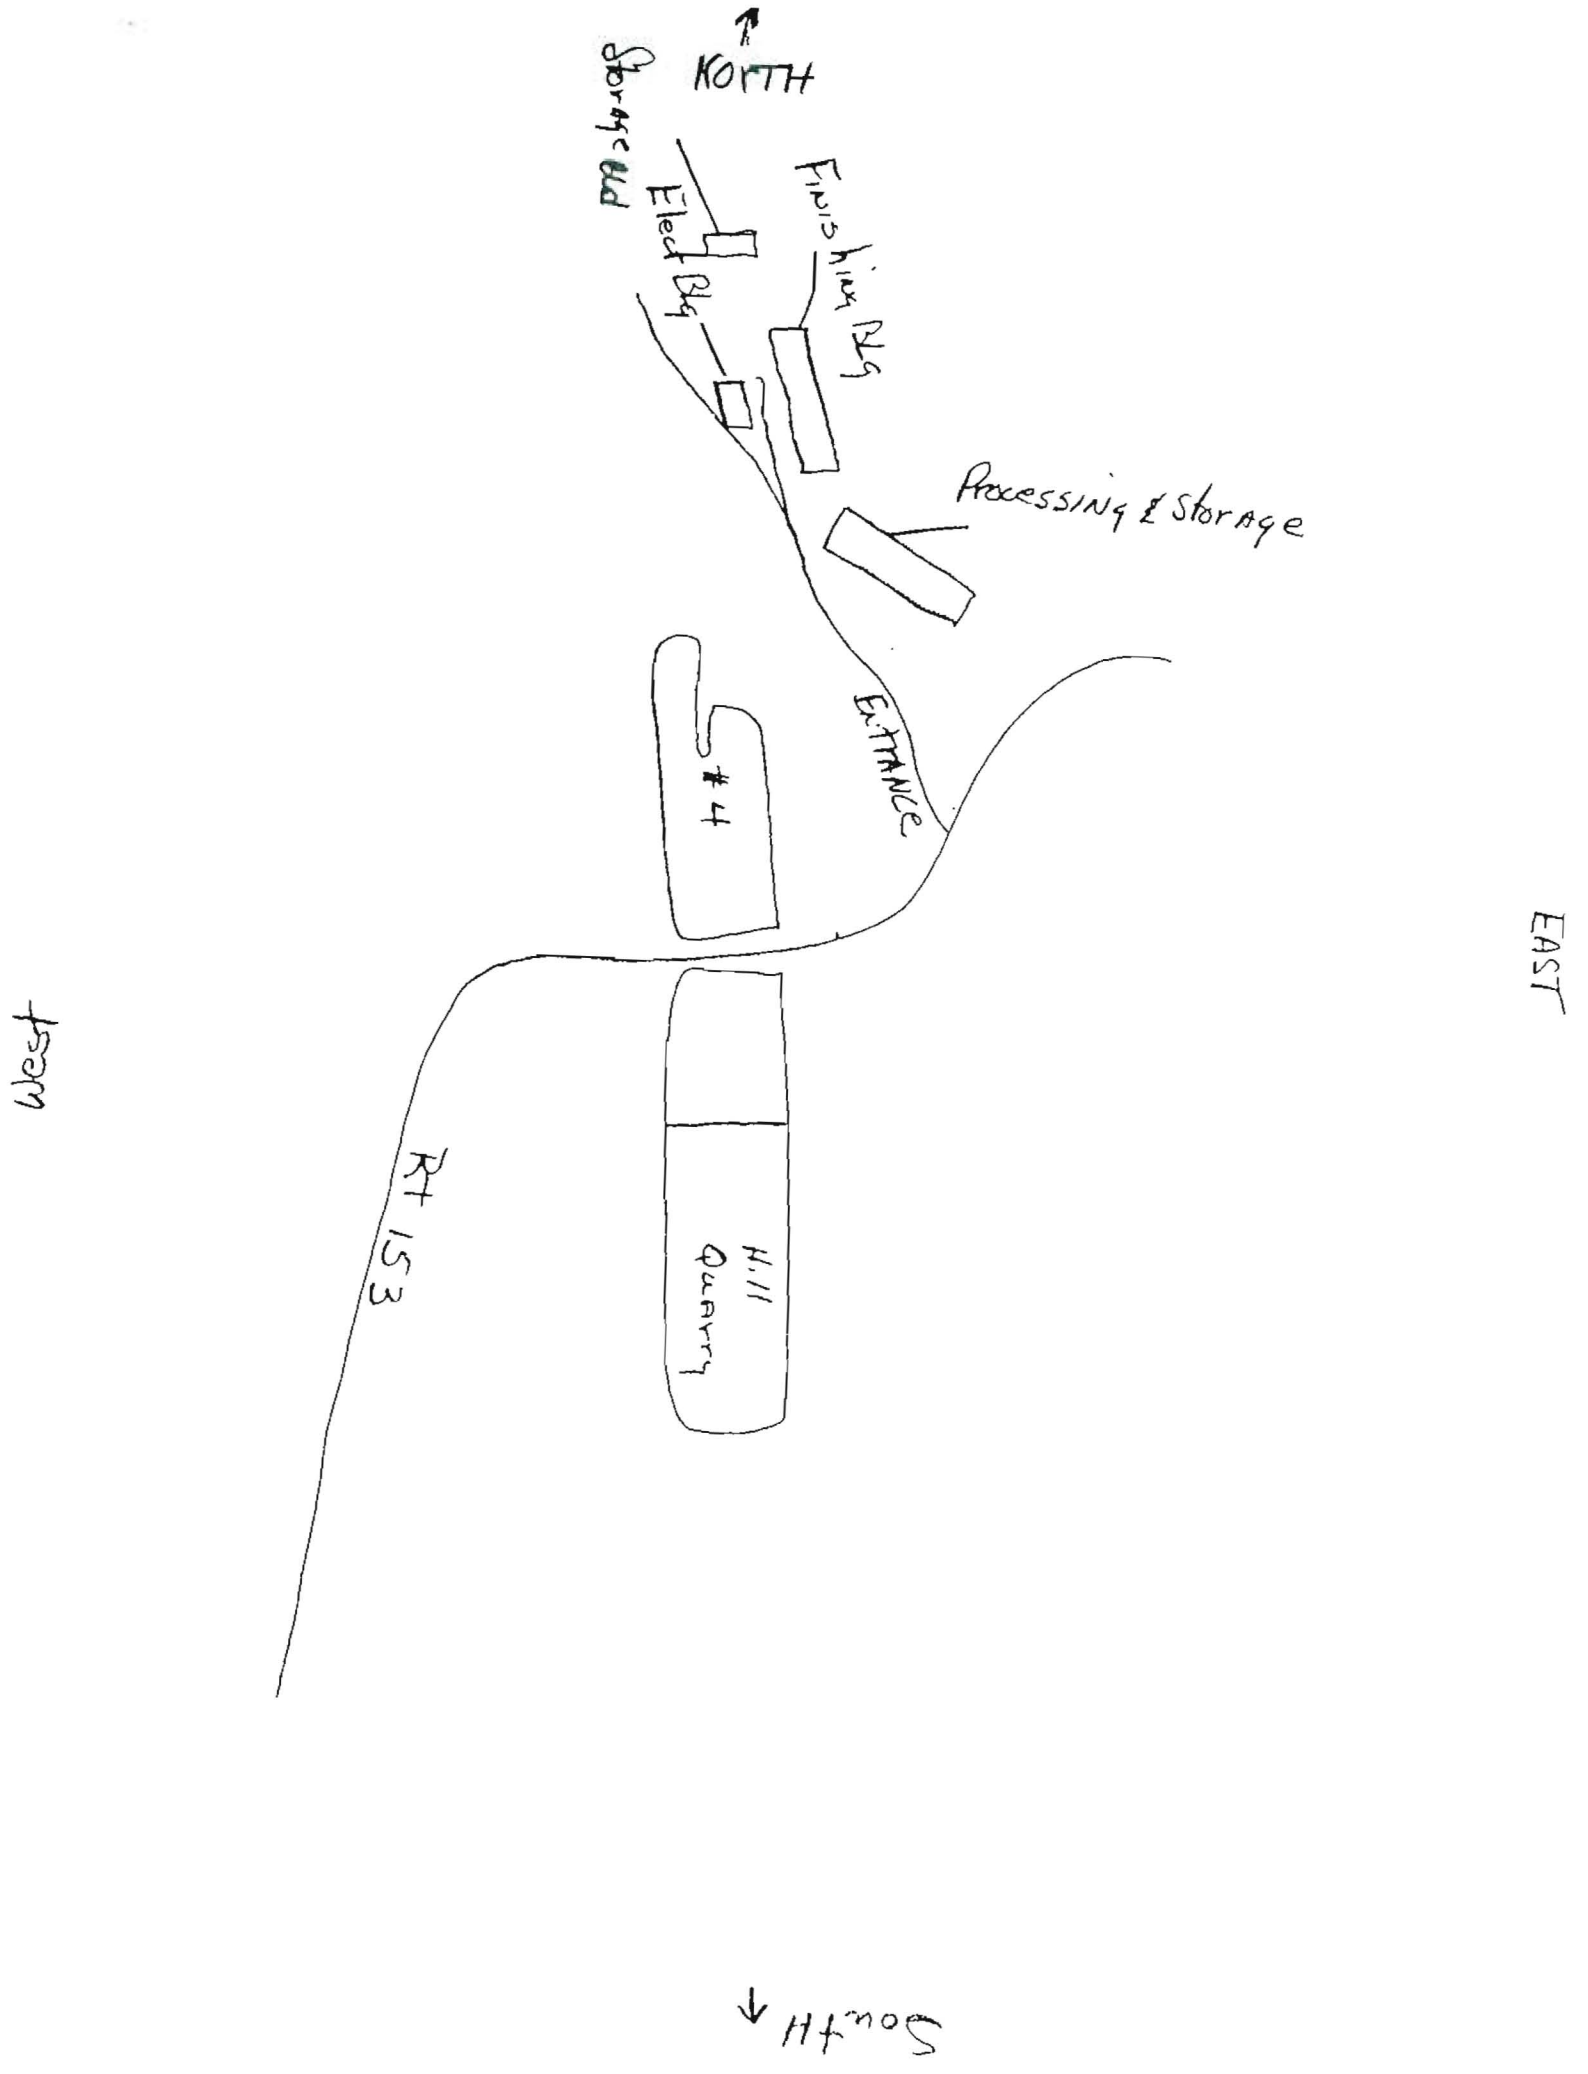 NOrTH
Storage Bld
Elect Blg
Finishing BLg
Processing & Storage
Entrance
#4
EAST
West
Rt 153
Hill
Quarry
South